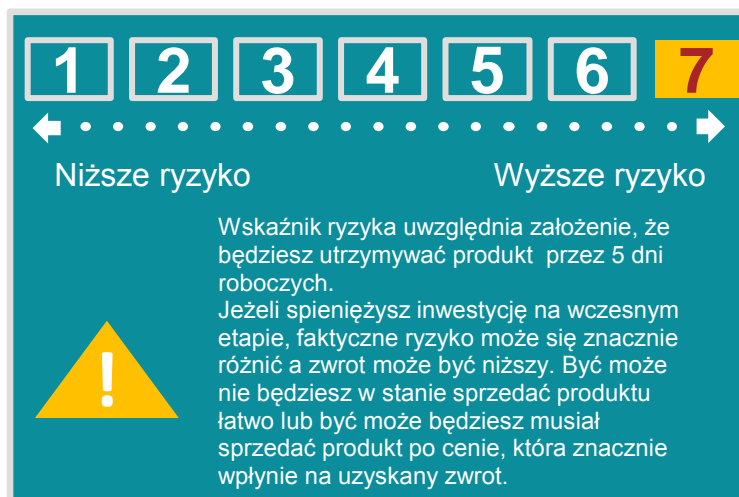 1 2 3 4 5 6 7
Niższe ryzyko Wyższe ryzyko
Wskaźnik ryzyka uwzględnia założenie, że
będziesz utrzymywać produkt przez 5 dni
roboczych.
Jeżeli spieniężysz inwestycję na wczesnym
etapie, faktyczne ryzyko może się znacznie
różnić a zwrot może być niższy. Być może
nie będziesz w stanie sprzedać produktu
łatwo lub być może będziesz musiał
sprzedać produkt po cenie, która znacznie
wpłynie na uzyskany zwrot.
!